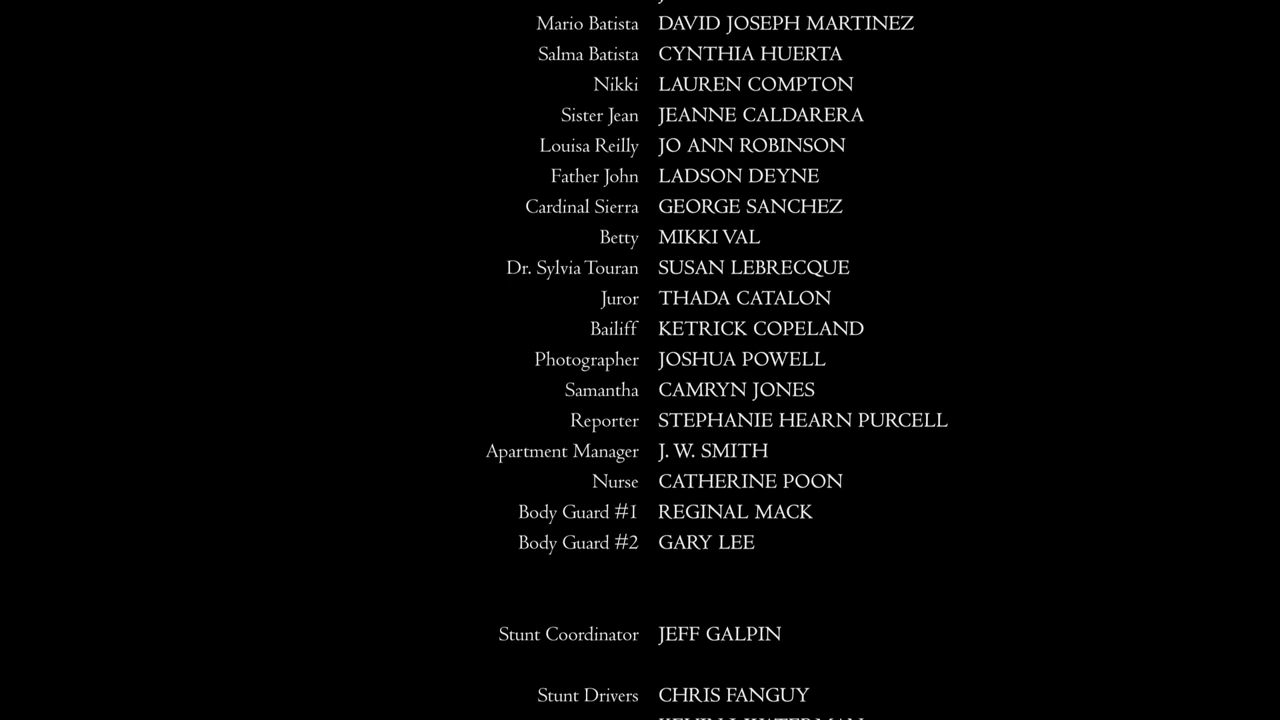 Mario Batista DAVID JOSEPH MARTINEZ
Salma Batista CYNTHIA HUERTA
Nikki LAUREN COMPTON
Sister Jean JEANNE CALDARERA
Louisa Reilly JO ANN ROBINSON
Father John LADSON DEYNE
Cardinal Sierra GEORGE SANCHEZ
Betty MIKKI VAL
Dr. Sylvia Touran SUSAN LEBRECQUE
Juror THADA CATALON
Bailiff KETRICK COPELAND
Photographer JOSHUA POWELL
Samantha CAMRYN JONES
Reporter STEPHANIE HEARN PURCELL
Apartment Manager J. W. SMITH
Nurse CATHERINE POON
Body Guard #1 REGINAL MACK
Body Guard #2 GARY LEE
Stunt Coordinator JEFF GALPIN
Stunt Drivers CHRIS FANGUY